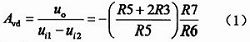 A_vd = u_o / (u_i1 − u_i2) = −((R5 + 2R3) / R5) R7 / R6 (1)